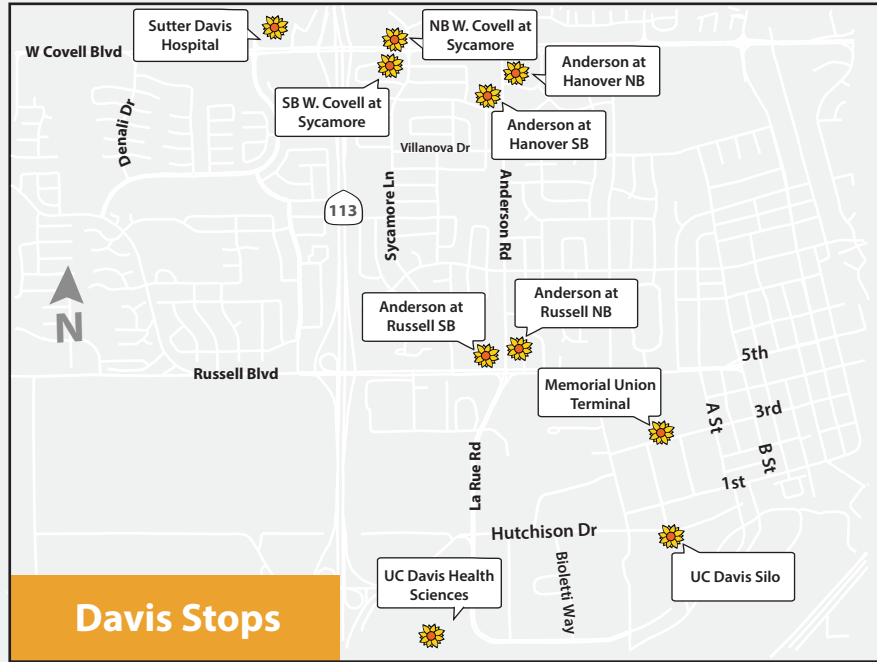 Sutter Davis
Hospital
NB W. Covell at
Sycamore
W Covell Blvd
Anderson at
Hanover NB
SB W. Covell at
Sycamore
Denali Dr
Anderson at
Hanover SB
Villanova Dr
113
Sycamore Ln
Anderson Rd
N
Anderson at
Russell SB
Anderson at
Russell NB
Russell Blvd
5th
Memorial Union
Terminal
A St
3rd
B St
1st
La Rue Rd
Hutchison Dr
Bioletti Way
UC Davis Health
Sciences
UC Davis Silo
Davis Stops